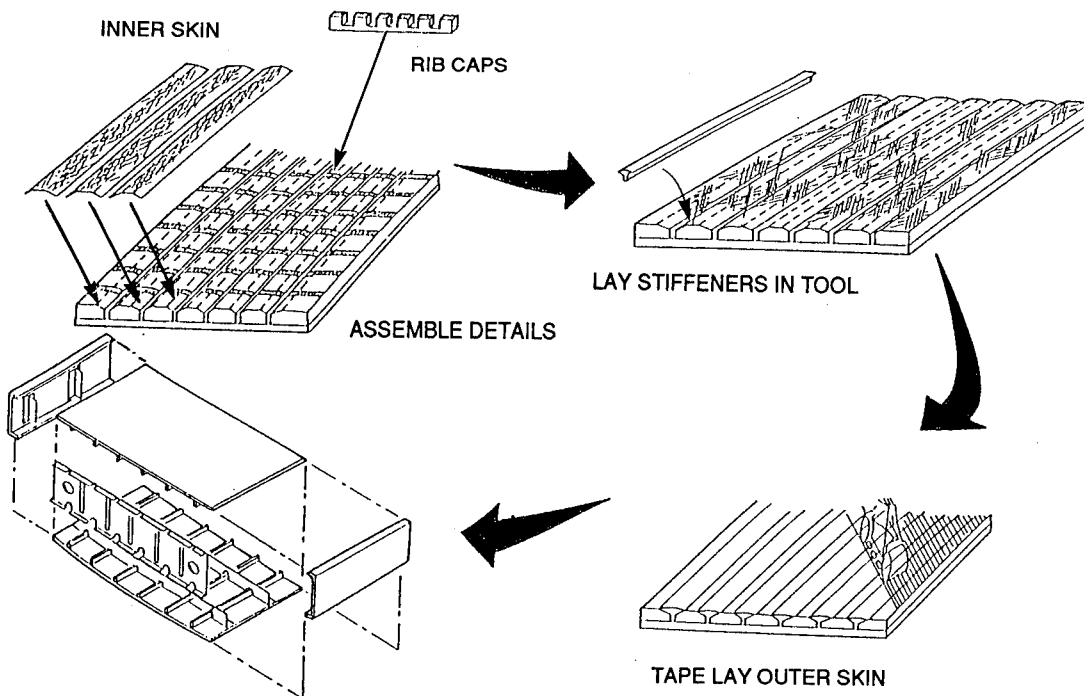 INNER SKIN
RIB CAPS
ASSEMBLE DETAILS
LAY STIFFENERS IN TOOL
TAPE LAY OUTER SKIN